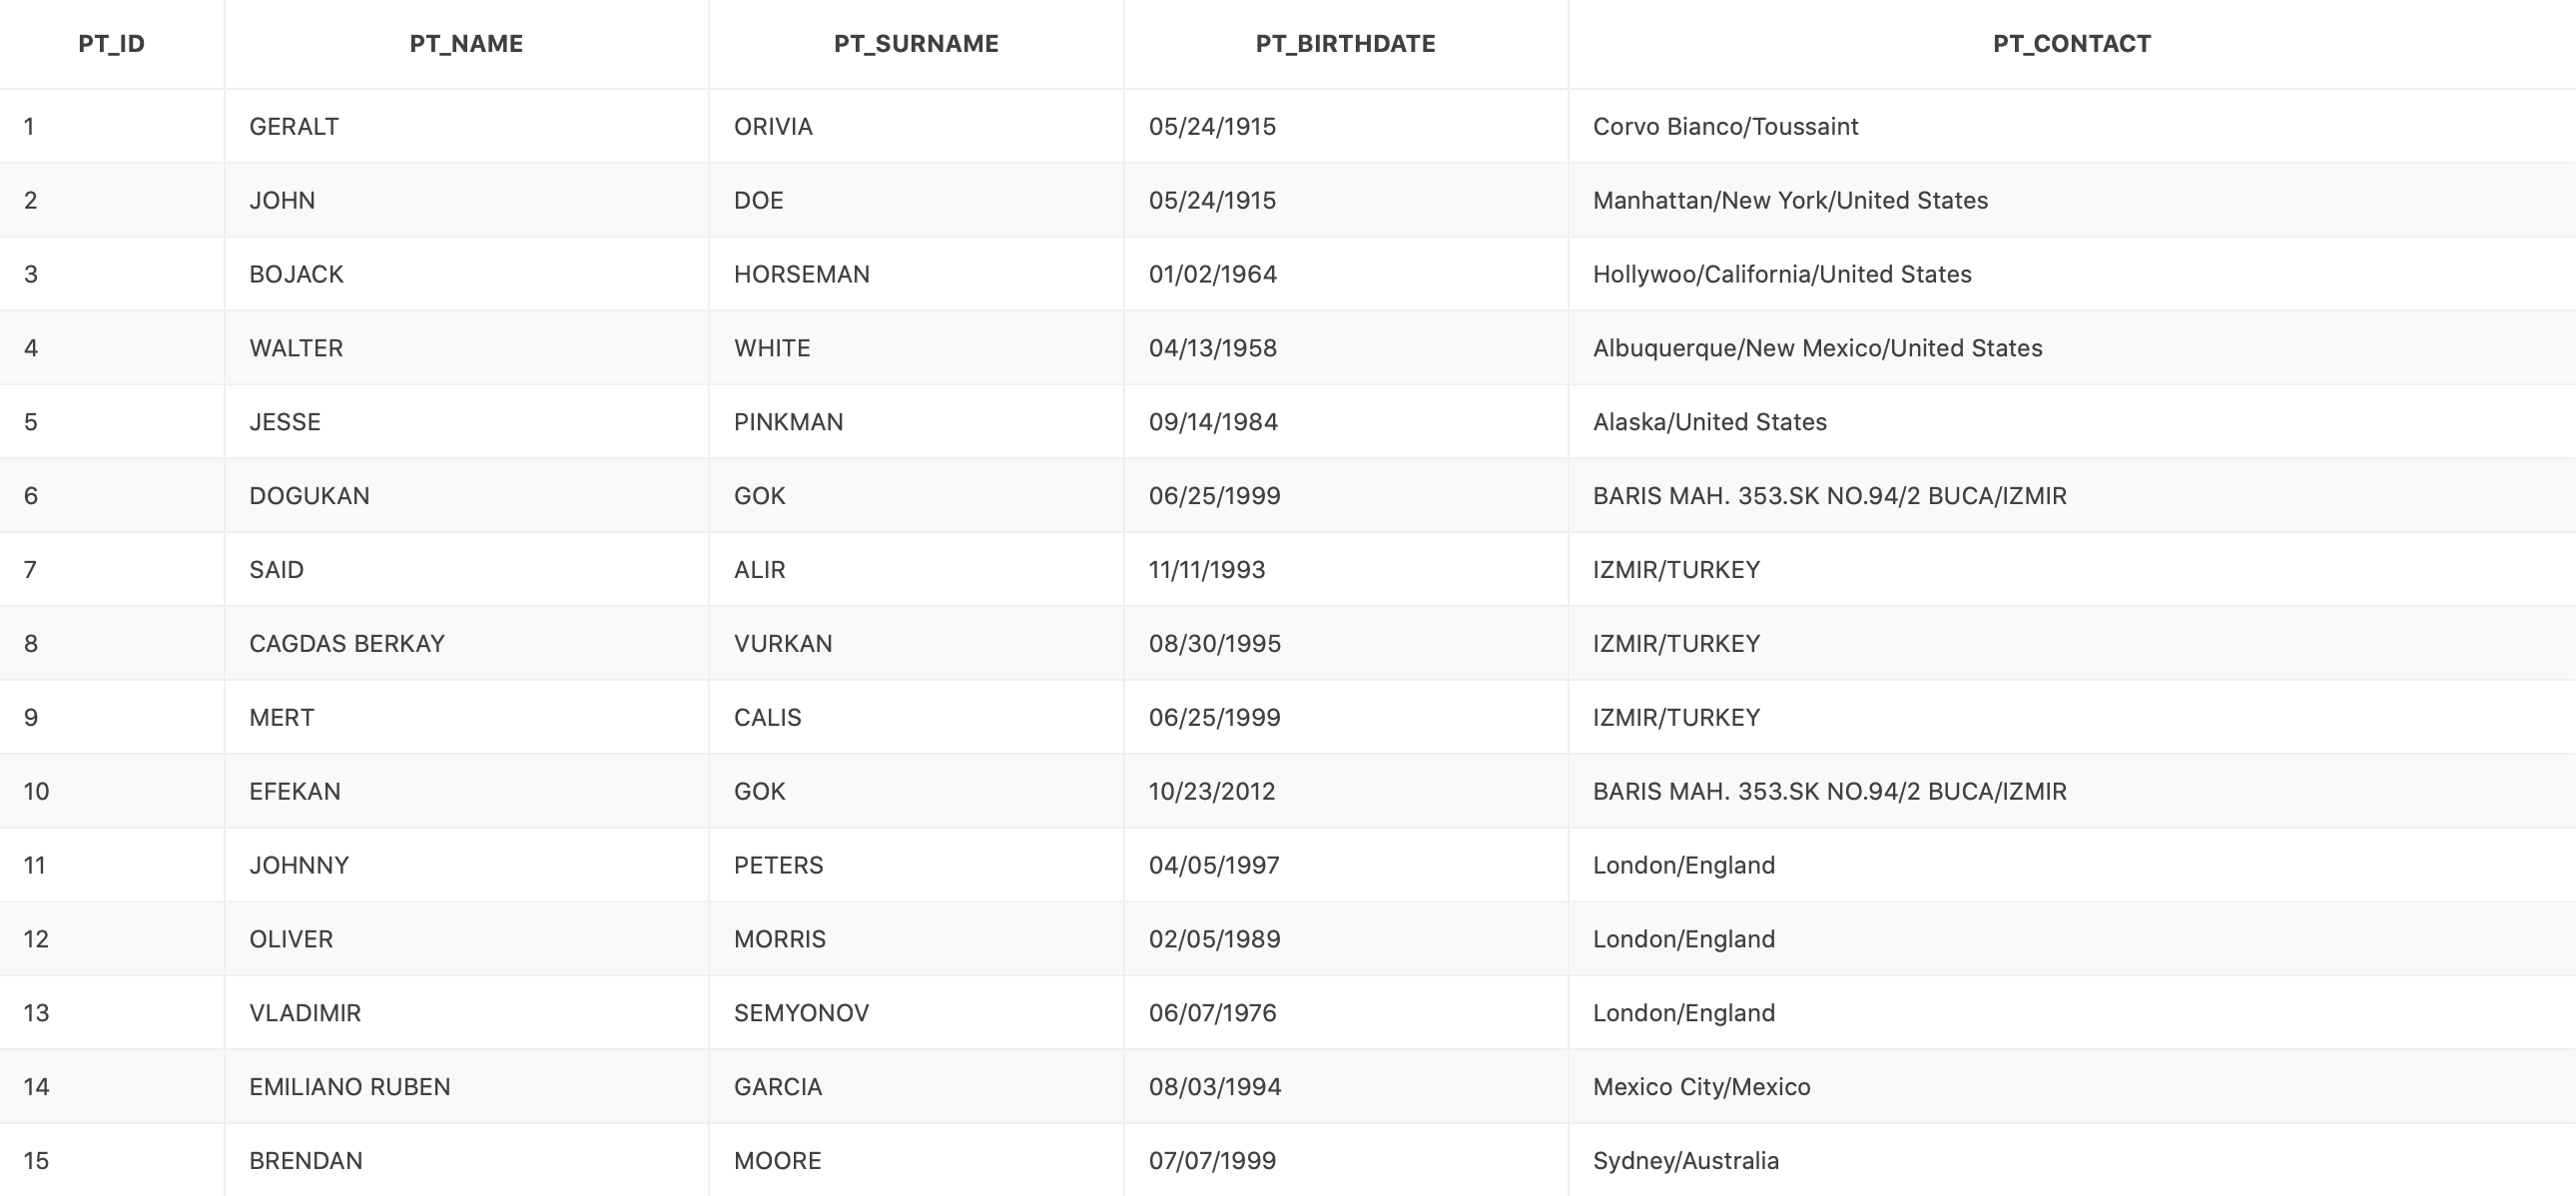 PT_ID PT_NAME PT_SURNAME PT_BIRTHDATE PT_CONTACT
1 GERALT ORIVIA 05/24/1915 Corvo Bianco/Toussaint
2 JOHN DOE 05/24/1915 Manhattan/New York/United States
3 BOJACK HORSEMAN 01/02/1964 Hollywoo/California/United States
4 WALTER WHITE 04/13/1958 Albuquerque/New Mexico/United States
5 JESSE PINKMAN 09/14/1984 Alaska/United States
6 DOGUKAN GOK 06/25/1999 BARIS MAH. 353.SK NO.94/2 BUCA/IZMIR
7 SAID ALIR 11/11/1993 IZMIR/TURKEY
8 CAGDAS BERKAY VURKAN 08/30/1995 IZMIR/TURKEY
9 MERT CALIS 06/25/1999 IZMIR/TURKEY
10 EFEKAN GOK 10/23/2012 BARIS MAH. 353.SK NO.94/2 BUCA/IZMIR
11 JOHNNY PETERS 04/05/1997 London/England
12 OLIVER MORRIS 02/05/1989 London/England
13 VLADIMIR SEMYONOV 06/07/1976 London/England
14 EMILIANO RUBEN GARCIA 08/03/1994 Mexico City/Mexico
15 BRENDAN MOORE 07/07/1999 Sydney/Australia